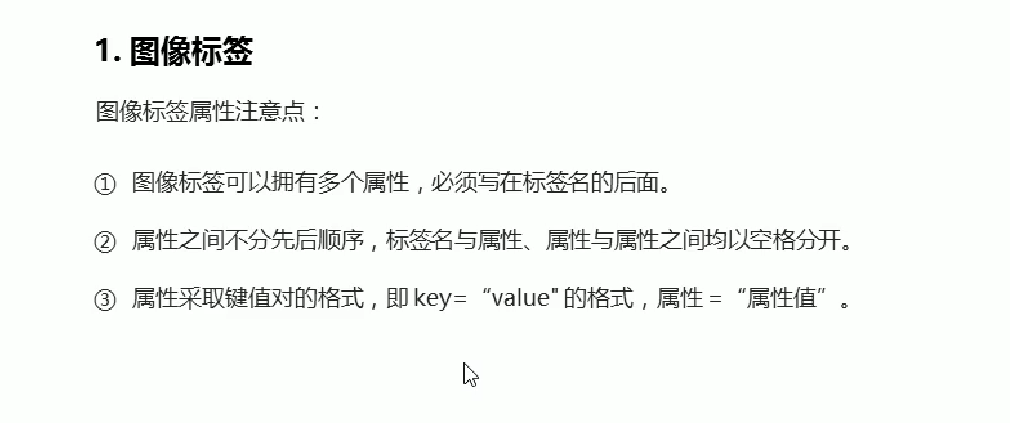 1. 图像标签
图像标签属性注意点：
① 图像标签可以拥有多个属性，必须写在标签名的后面。
② 属性之间不分先后顺序，标签名与属性、属性与属性之间均以空格分开。
③ 属性采取键值对的格式，即 key=“value" 的格式，属性 =“属性值”。